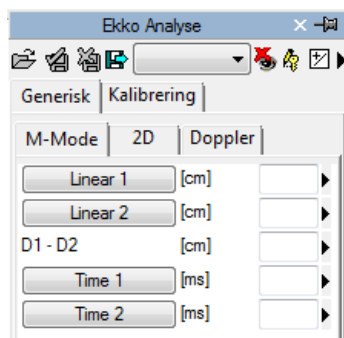 Ekko Analyse
Generisk Kalibrering
M-Mode 2D Doppler
Linear 1 [cm]
Linear 2 [cm]
D1 - D2 [cm]
Time 1 [ms]
Time 2 [ms]